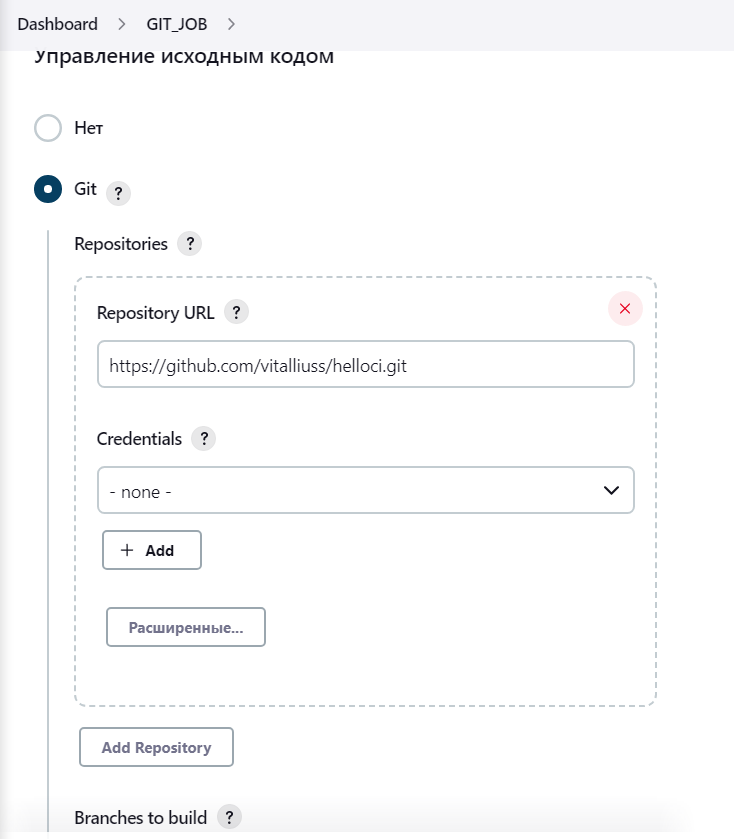 Dashboard > GIT_JOB >
Управление исходным кодом
Нет
Git ?
Repositories ?
Repository URL ?
https://github.com/vitalliuss/helloci.git
Credentials ?
- none -
+ Add
Расширенные...
Add Repository
Branches to build ?